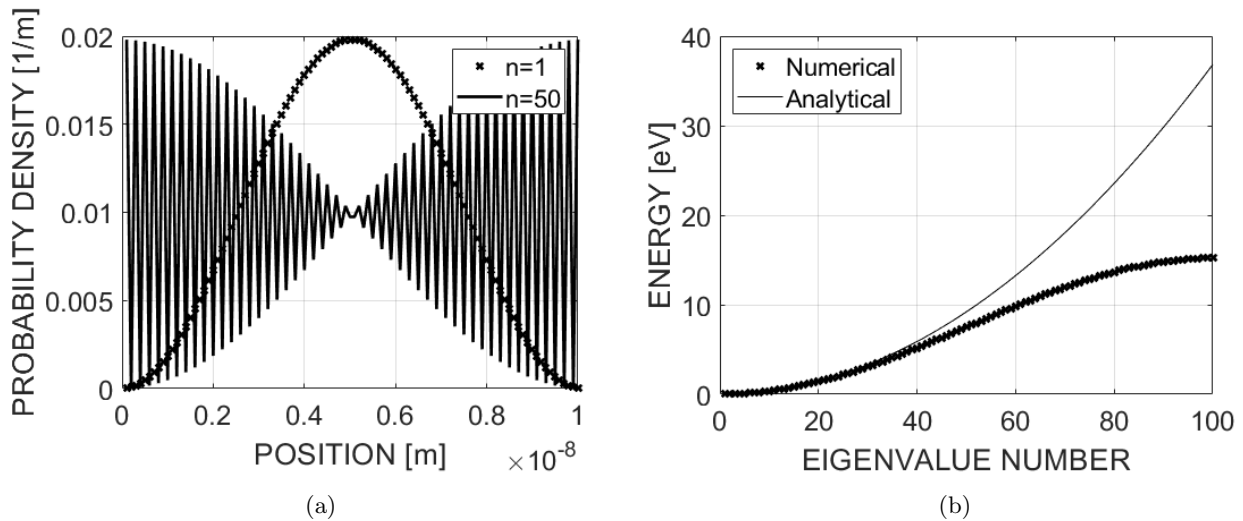 PROBABILITY DENSITY [1/m]
0.02
0.015
0.01
0.005
0
n=1
n=50
0 0.2 0.4 0.6 0.8 1
POSITION [m] ×10^-8
(a)
ENERGY [eV]
40
30
20
10
0
Numerical
Analytical
0 20 40 60 80 100
EIGENVALUE NUMBER
(b)